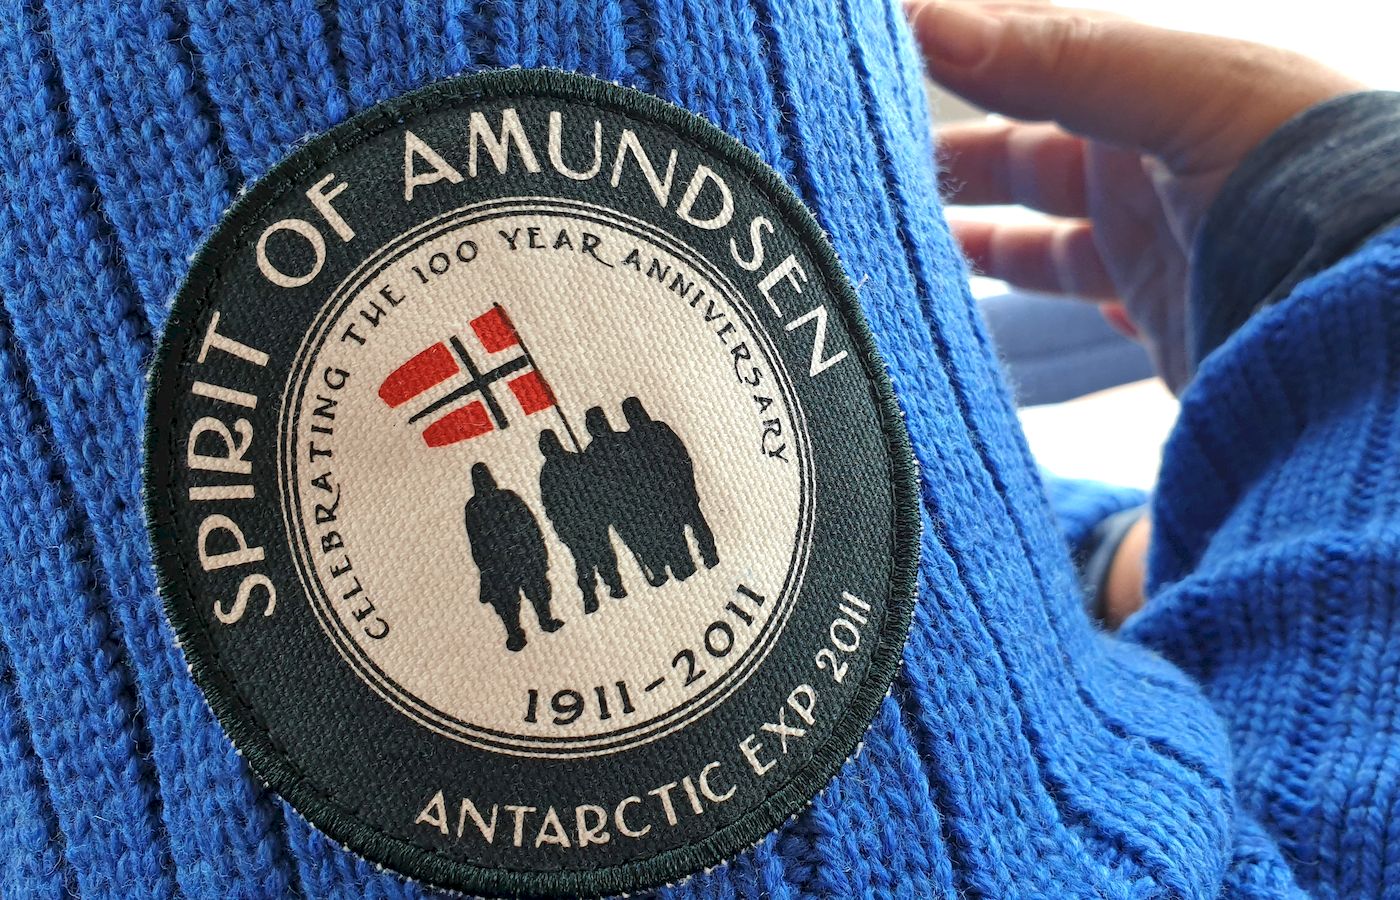 SPIRIT OF AMUNDSEN
CELEBRATING THE 100 YEAR ANNIVERSARY
1911-2011
ANTARCTIC EXP 2011